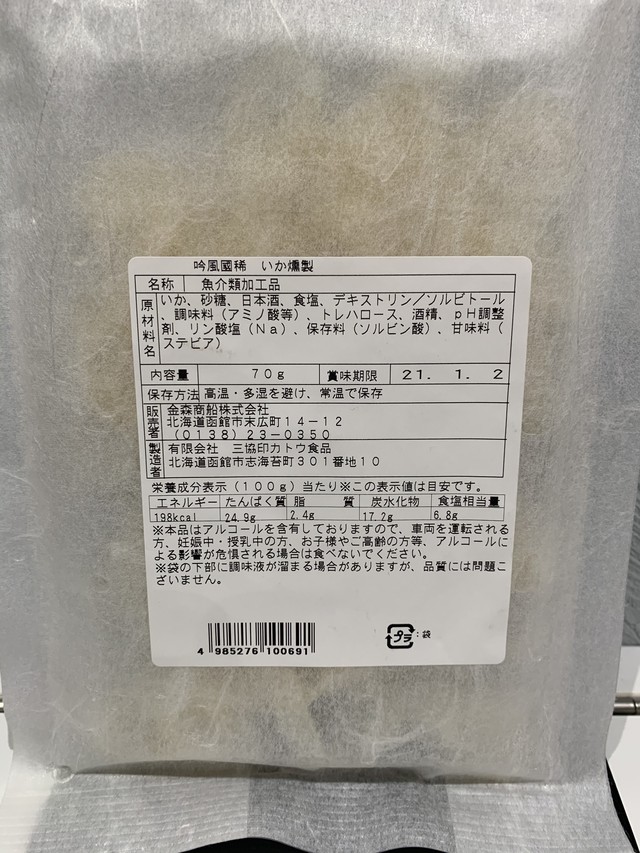 吟風國稀　いか燻製
名称　魚介類加工品
原材料名　いか、砂糖、日本酒、食塩、デキストリン／ソルビトール
、調味料（アミノ酸等）、トレハロース、酒精、ｐＨ調整
剤、リン酸塩（Ｎａ）、保存料（ソルビン酸）、甘味料（
ステビア）
内容量　７０ｇ　賞味期限　２１．　１．　２
保存方法　高温・多湿を避け、常温で保存
販売者　金森商船株式会社
北海道函館市末広町１４－１２
（０１３８）２３－０３５０
製造者　有限会社　三協印カトウ食品
北海道函館市志海苔町３０１番地１０
栄養成分表示（１００ｇ）当たり※この表示値は目安です。
エネルギー　たんぱく質　脂　質　炭水化物　食塩相当量
198kcal　24.9g　2.4g　17.2g　6.8g
※本品はアルコールを含有しておりますので、車両を運転される
方、妊娠中・授乳中の方、お子様やご高齢の方等、アルコールに
よる影響が危惧される場合は食べないでください。
※袋の下部に調味液が溜まる場合がありますが、品質には問題ご
ざいません。
4 985276 100691
プラ：袋